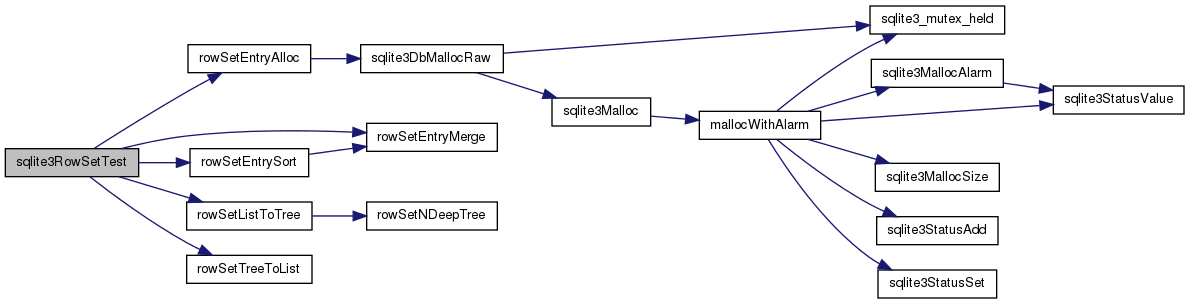 sqlite3RowSetTest
rowSetEntryAlloc
rowSetEntryMerge
rowSetEntrySort
rowSetListToTree
rowSetTreeToList
sqlite3DbMallocRaw
rowSetNDeepTree
sqlite3Malloc
mallocWithAlarm
sqlite3_mutex_held
sqlite3MallocAlarm
sqlite3StatusValue
sqlite3MallocSize
sqlite3StatusAdd
sqlite3StatusSet